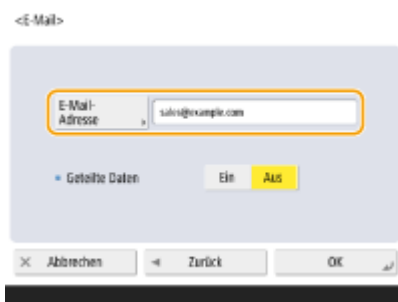 <E-Mail>
E-Mail-
Adresse
sales@example.com
Geteilte Daten
Ein
Aus
Abbrechen
Zurück
OK